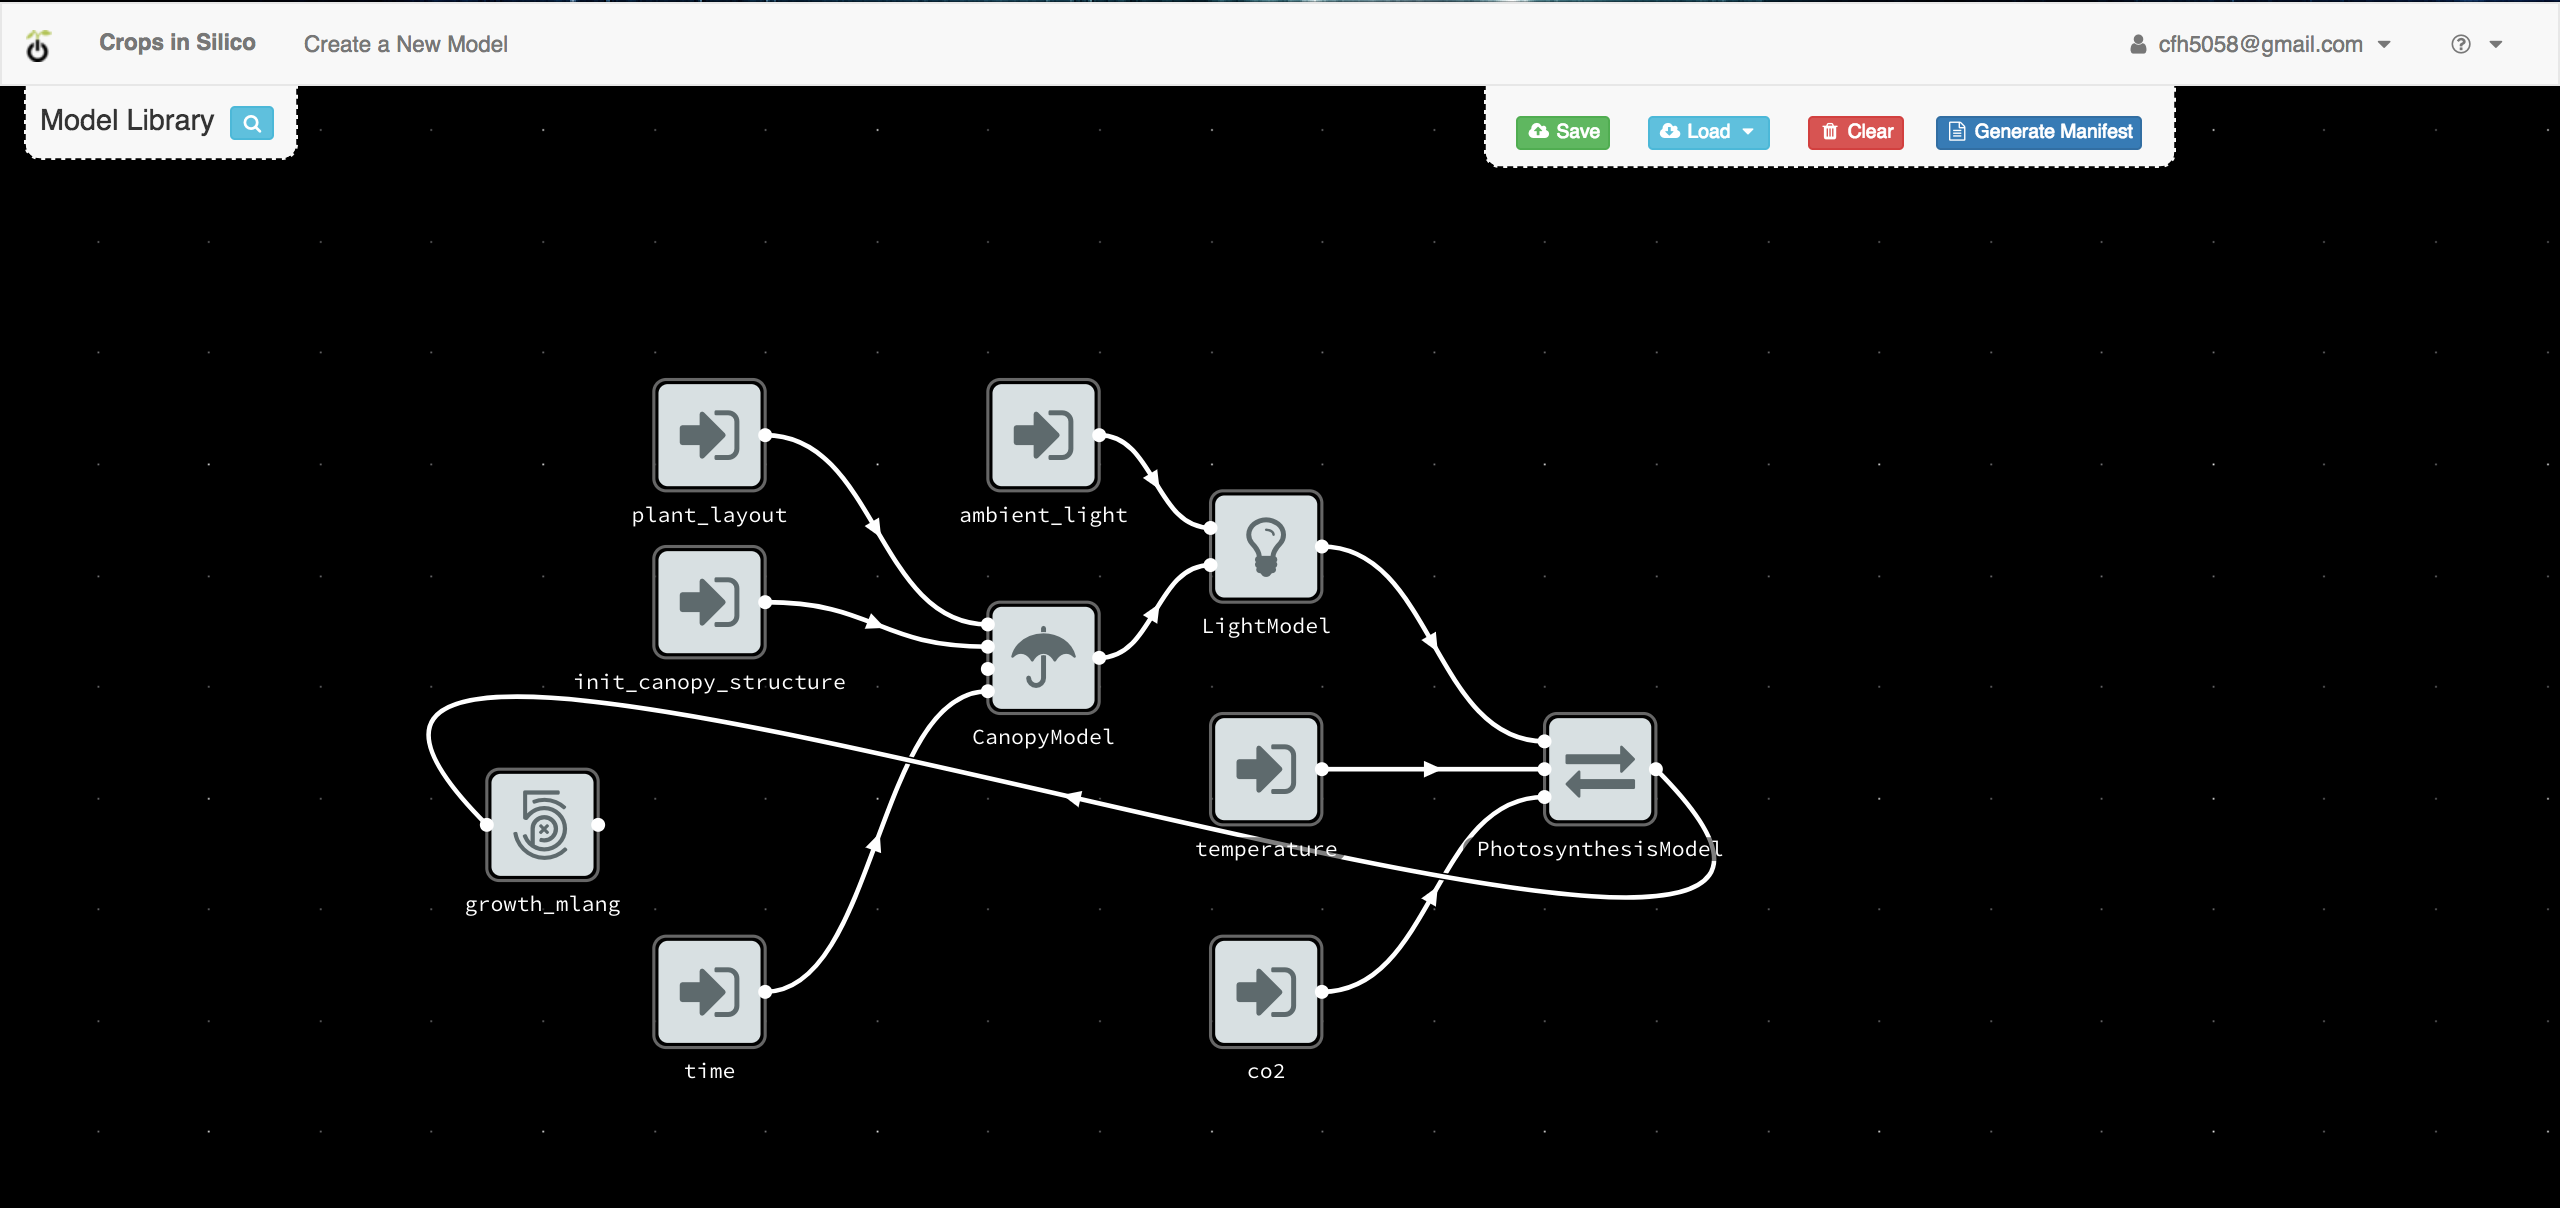 Crops in Silico
Create a New Model
cfh5058@gmail.com
Model Library
Save
Load
Clear
Generate Manifest
plant_layout
ambient_light
init_canopy_structure
LightModel
CanopyModel
temperature
PhotosynthesisModel
growth_mlang
time
co2